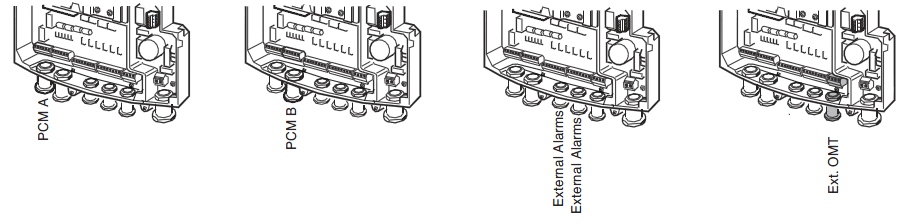 PCM A
PCM B
External Alarms
External Alarms
Ext. OMT